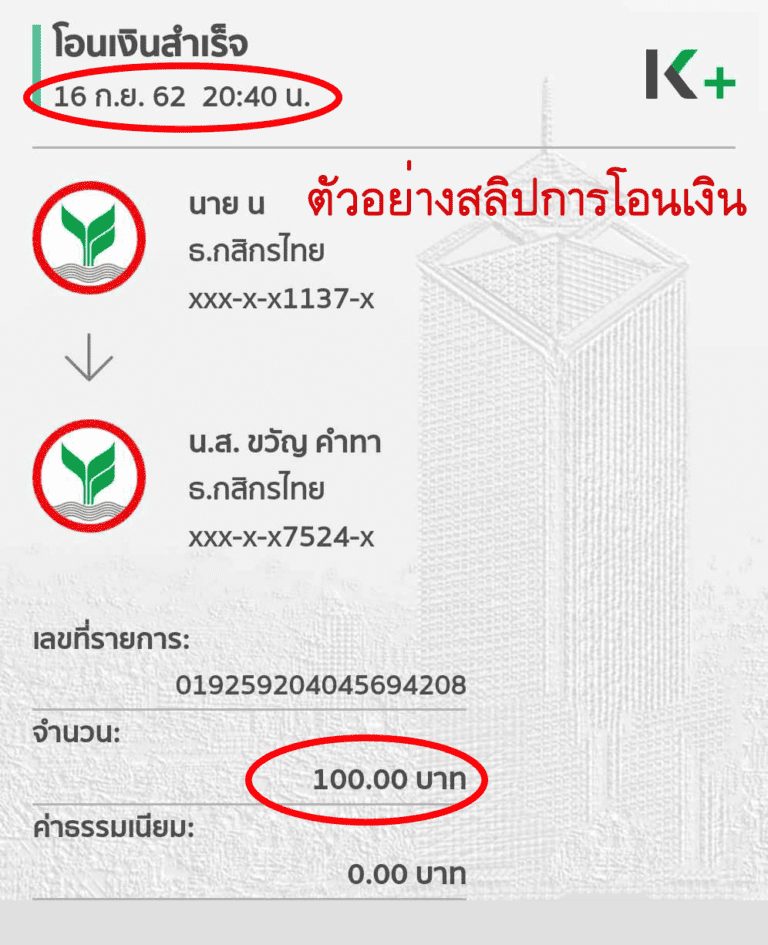 โอนเงินสำเร็จ
16 ก.ย. 62 20:40 น.
K+
ตัวอย่างสลิปการโอนเงิน
นาย น
ธ.กสิกรไทย
xxx-x-x1137-x
น.ส. ขวัญ คำทา
ธ.กสิกรไทย
xxx-x-x7524-x
เลขที่รายการ:
019259204045694208
จำนวน:
100.00 บาท
ค่าธรรมเนียม:
0.00 บาท